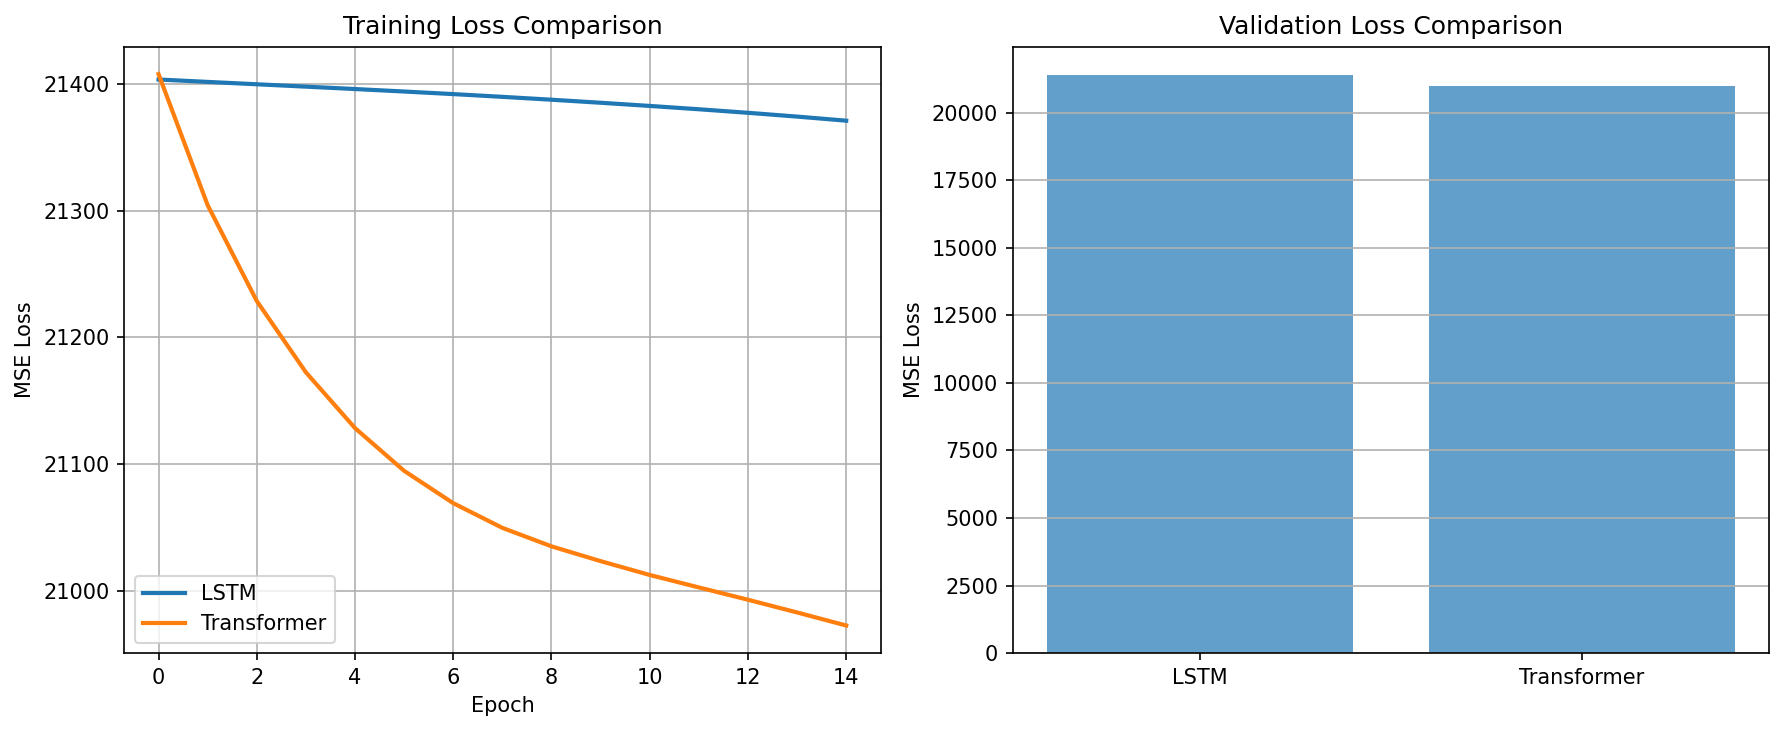 Training Loss Comparison
MSE Loss
21400
21300
21200
21100
21000
LSTM
Transformer
0 2 4 6 8 10 12 14
Epoch
Validation Loss Comparison
MSE Loss
20000
17500
15000
12500
10000
7500
5000
2500
0
LSTM Transformer